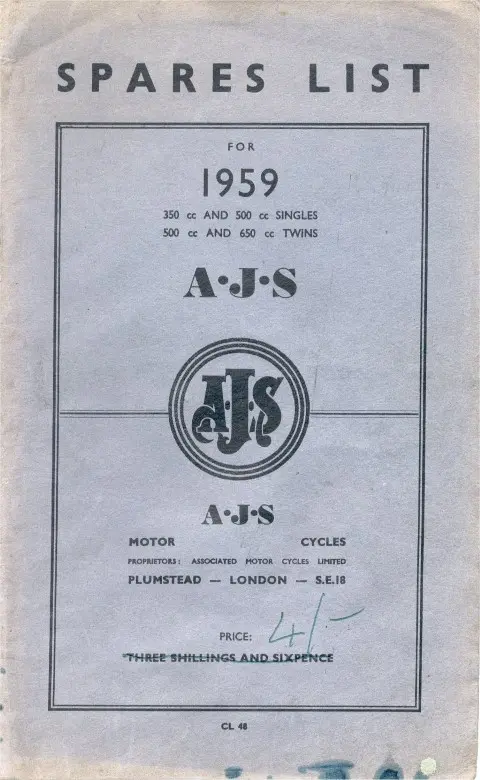 SPARES LIST
FOR
1959
350 cc AND 500 cc SINGLES
500 cc AND 650 cc TWINS
A·J·S
AJS
A·J·S
MOTOR CYCLES
PROPRIETORS: ASSOCIATED MOTOR CYCLES LIMITED
PLUMSTEAD — LONDON — S.E.18
PRICE: 4/-
THREE SHILLINGS AND SIXPENCE
CL 48